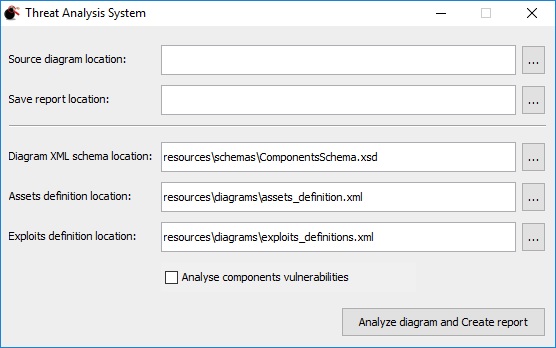 Threat Analysis System
Source diagram location:
...
Save report location:
...
Diagram XML schema location: resources\schemas\ComponentsSchema.xsd ...
Assets definition location: resources\diagrams\assets_definition.xml ...
Exploits definition location: resources\diagrams\exploits_definitions.xml ...
Analyse components vulnerabilities
Analyze diagram and Create report